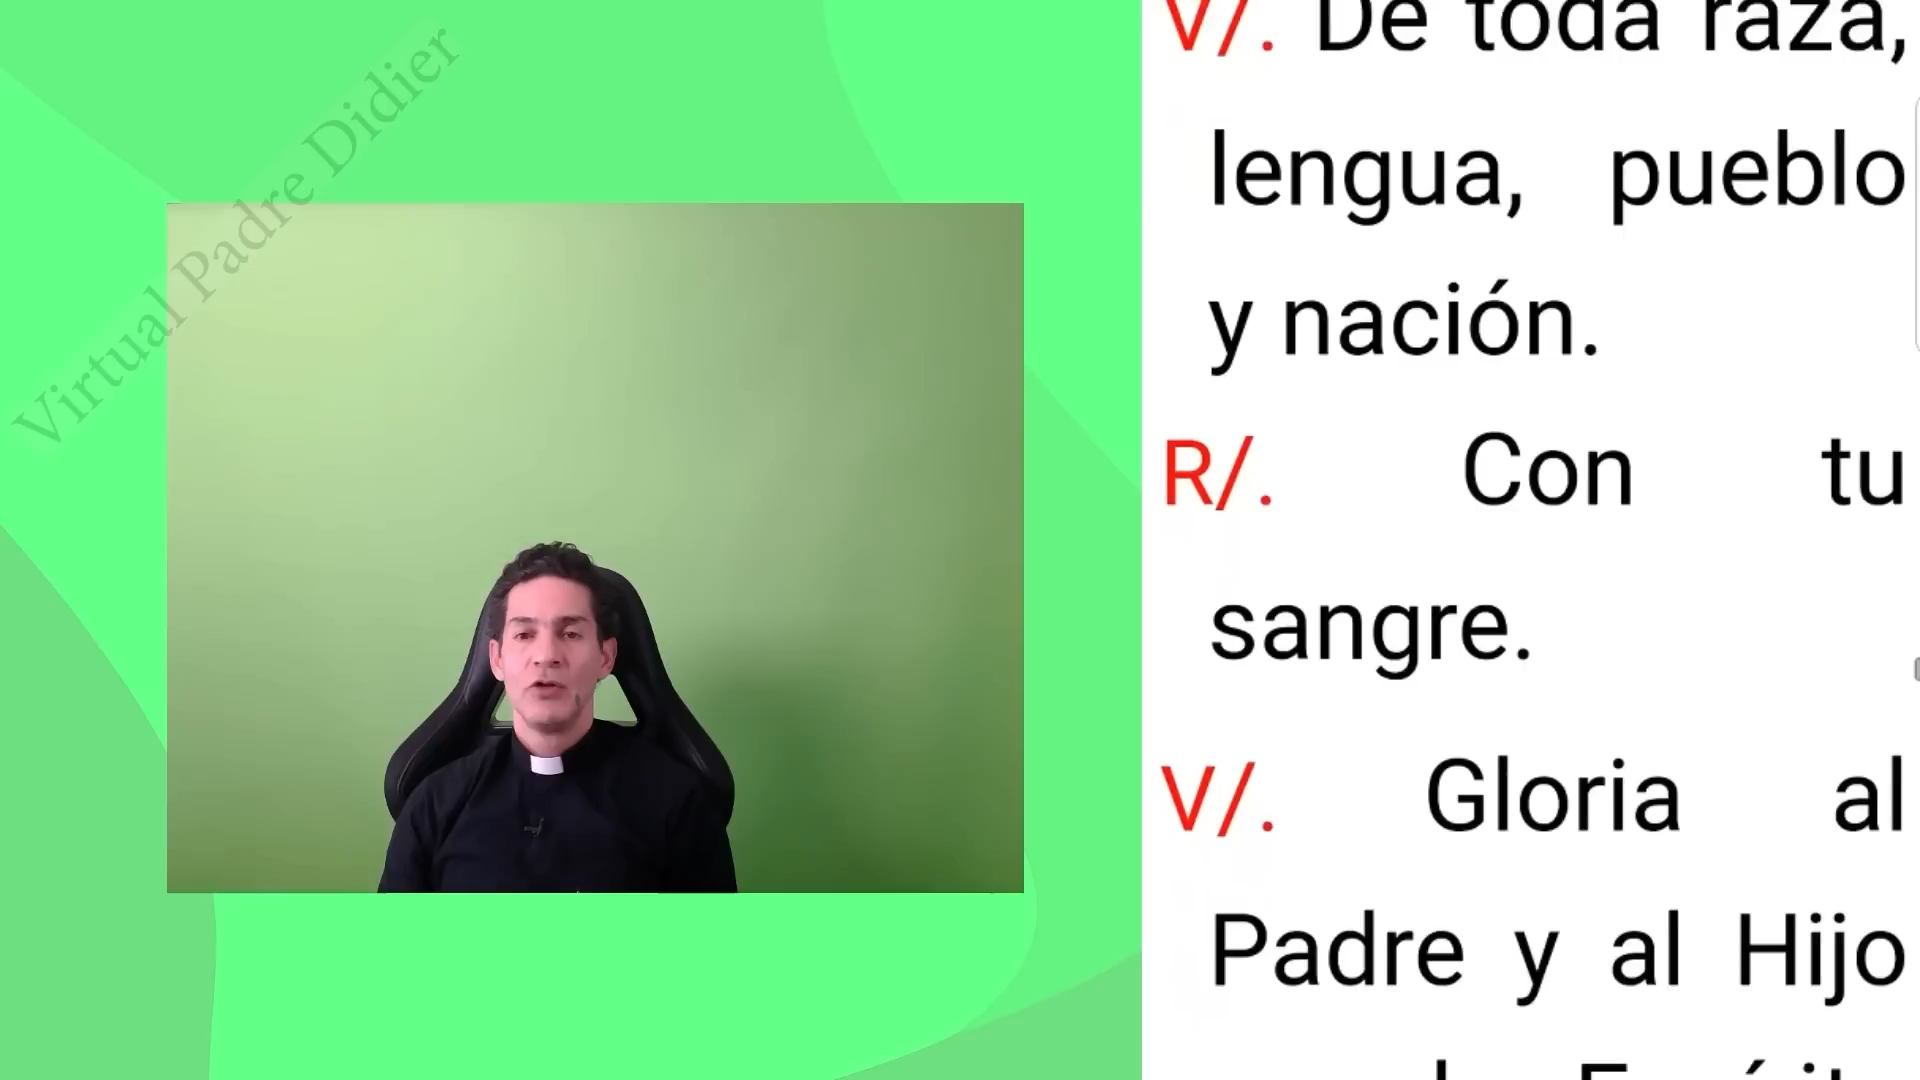 Virtual Padre Didier
V/. De toda raza,
lengua, pueblo
y nación.
R/. Con tu
sangre.
V/. Gloria al
Padre y al Hijo